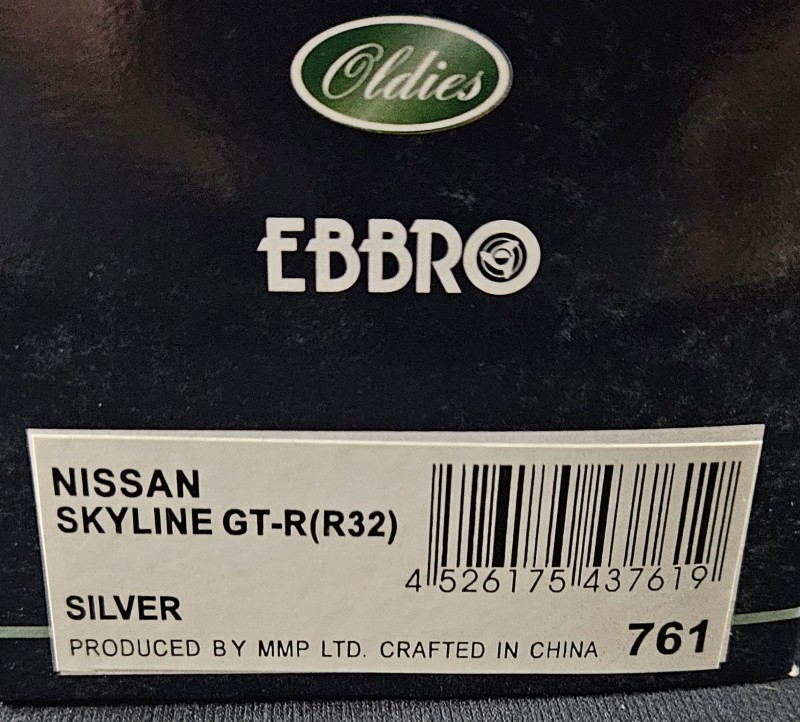 Oldies
EBBRO
NISSAN
SKYLINE GT-R(R32)
4 526175 437619
SILVER
PRODUCED BY MMP LTD. CRAFTED IN CHINA 761